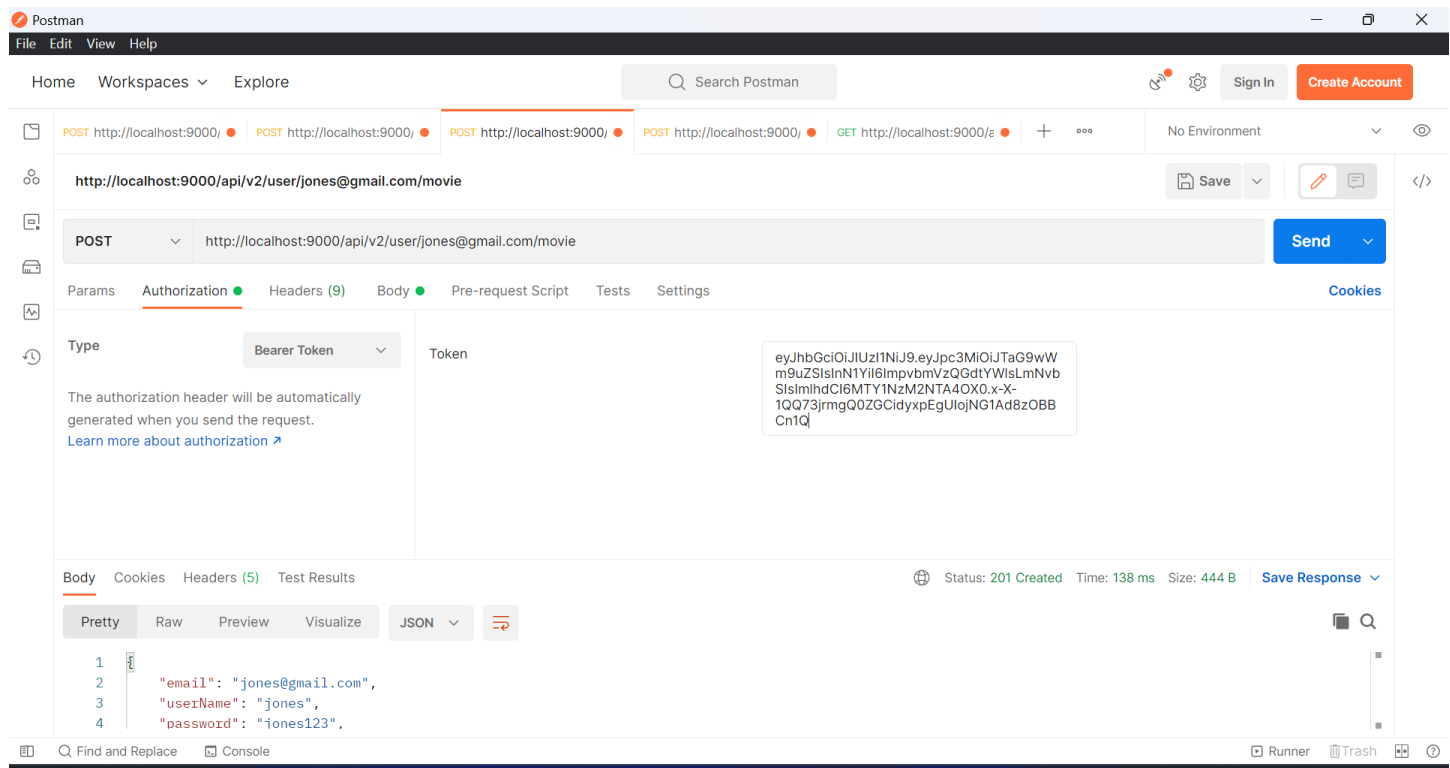 Postman
File Edit View Help
Home Workspaces Explore Search Postman Sign In Create Account
POST http://localhost:9000/ POST http://localhost:9000/ POST http://localhost:9000/ POST http://localhost:9000/ GET http://localhost:9000/a No Environment
http://localhost:9000/api/v2/user/jones@gmail.com/movie Save
POST http://localhost:9000/api/v2/user/jones@gmail.com/movie Send
Params Authorization Headers (9) Body Pre-request Script Tests Settings Cookies
Type Bearer Token Token
eyJhbGciOiJIUzI1NiJ9.eyJpc3MiOiJTaG9wW
m9uZSIsInN1YiI6ImpvbmVzQGdtYWlsLmNvb
SIsImlhdCI6MTY1NzM2NTA4OX0.x-X-
1QQ73jrmgQ0ZGCidyxpEgUIojNG1Ad8zOBB
Cn1Q
The authorization header will be automatically
generated when you send the request.
Learn more about authorization ↗
Body Cookies Headers (5) Test Results Status: 201 Created Time: 138 ms Size: 444 B Save Response
Pretty Raw Preview Visualize JSON
1 {
2 "email": "jones@gmail.com",
3 "userName": "jones",
4 "password": "jones123",
Find and Replace Console Runner Trash